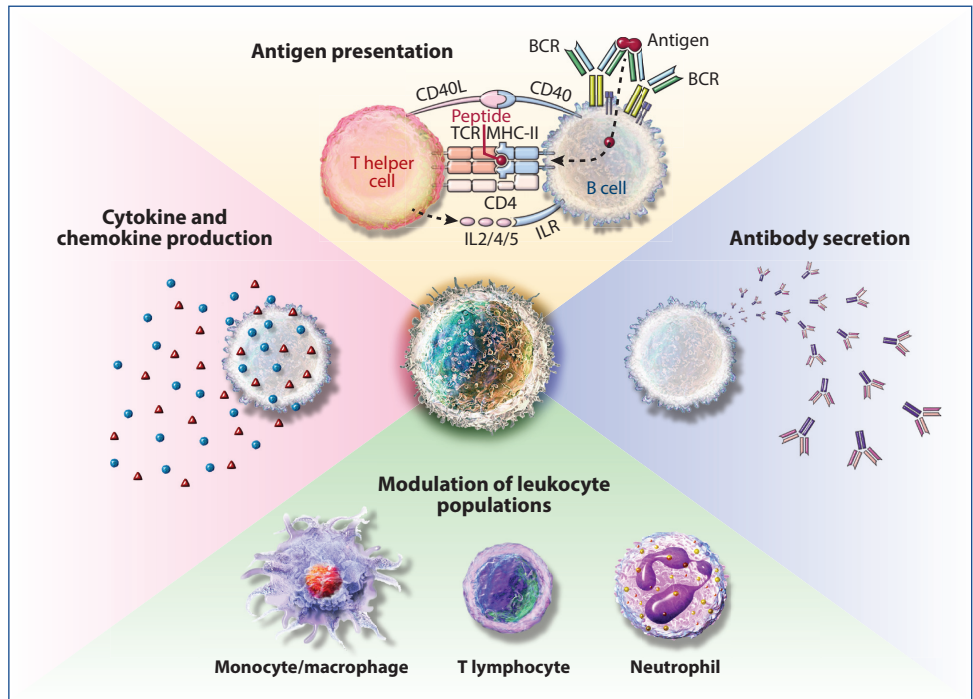 Antigen presentation
BCR
Antigen
BCR
CD40L
CD40
Peptide
TCR
MHC-II
T helper
cell
B cell
CD4
IL2/4/5
ILR
Cytokine and
chemokine production
Antibody secretion
Modulation of leukocyte
populations
Monocyte/macrophage
T lymphocyte
Neutrophil